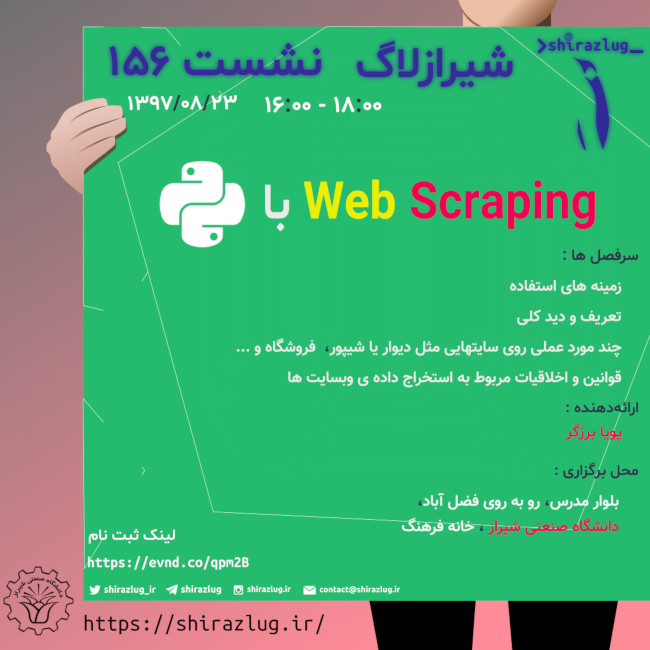 >shirazlug_
شیرازلاگ نشست ۱۵۶
۱۳۹۷/۰۸/۲۳ ۱۶:۰۰ - ۱۸:۰۰
Web Scraping با
سرفصل ها :
زمینه های استفاده
تعریف و دید کلی
چند مورد عملی روی سایتهایی مثل دیوار یا شیپور، فروشگاه و ...
قوانین و اخلاقیات مربوط به استخراج داده ی وبسایت ها
ارائه‌دهنده :
پویا برزگر
محل برگزاری :
بلوار مدرس، رو به روی فضل آباد،
دانشگاه صنعتی شیراز ، خانه فرهنگ
لینک ثبت نام
https://evnd.co/qpm2B
shirazlug_ir shirazlug shirazlug.ir contact@shirazlug.ir
دانشگاه صنعتی شیراز
https://shirazlug.ir/